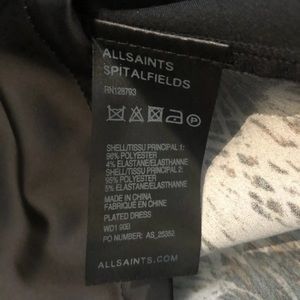 ALLSAINTS
SPITALFIELDS
RN128793
SHELL/TISSU PRINCIPAL 1:
96% POLYESTER
4% ELASTANE/ELASTHANNE
SHELL/TISSU PRINCIPAL 2:
95% POLYESTER
5% ELASTANE/ELASTHANNE
MADE IN CHINA
FABRIQUÉ EN CHINE
PLATED DRESS
PO NUMBER: AS_25352
ALLSAINTS.COM